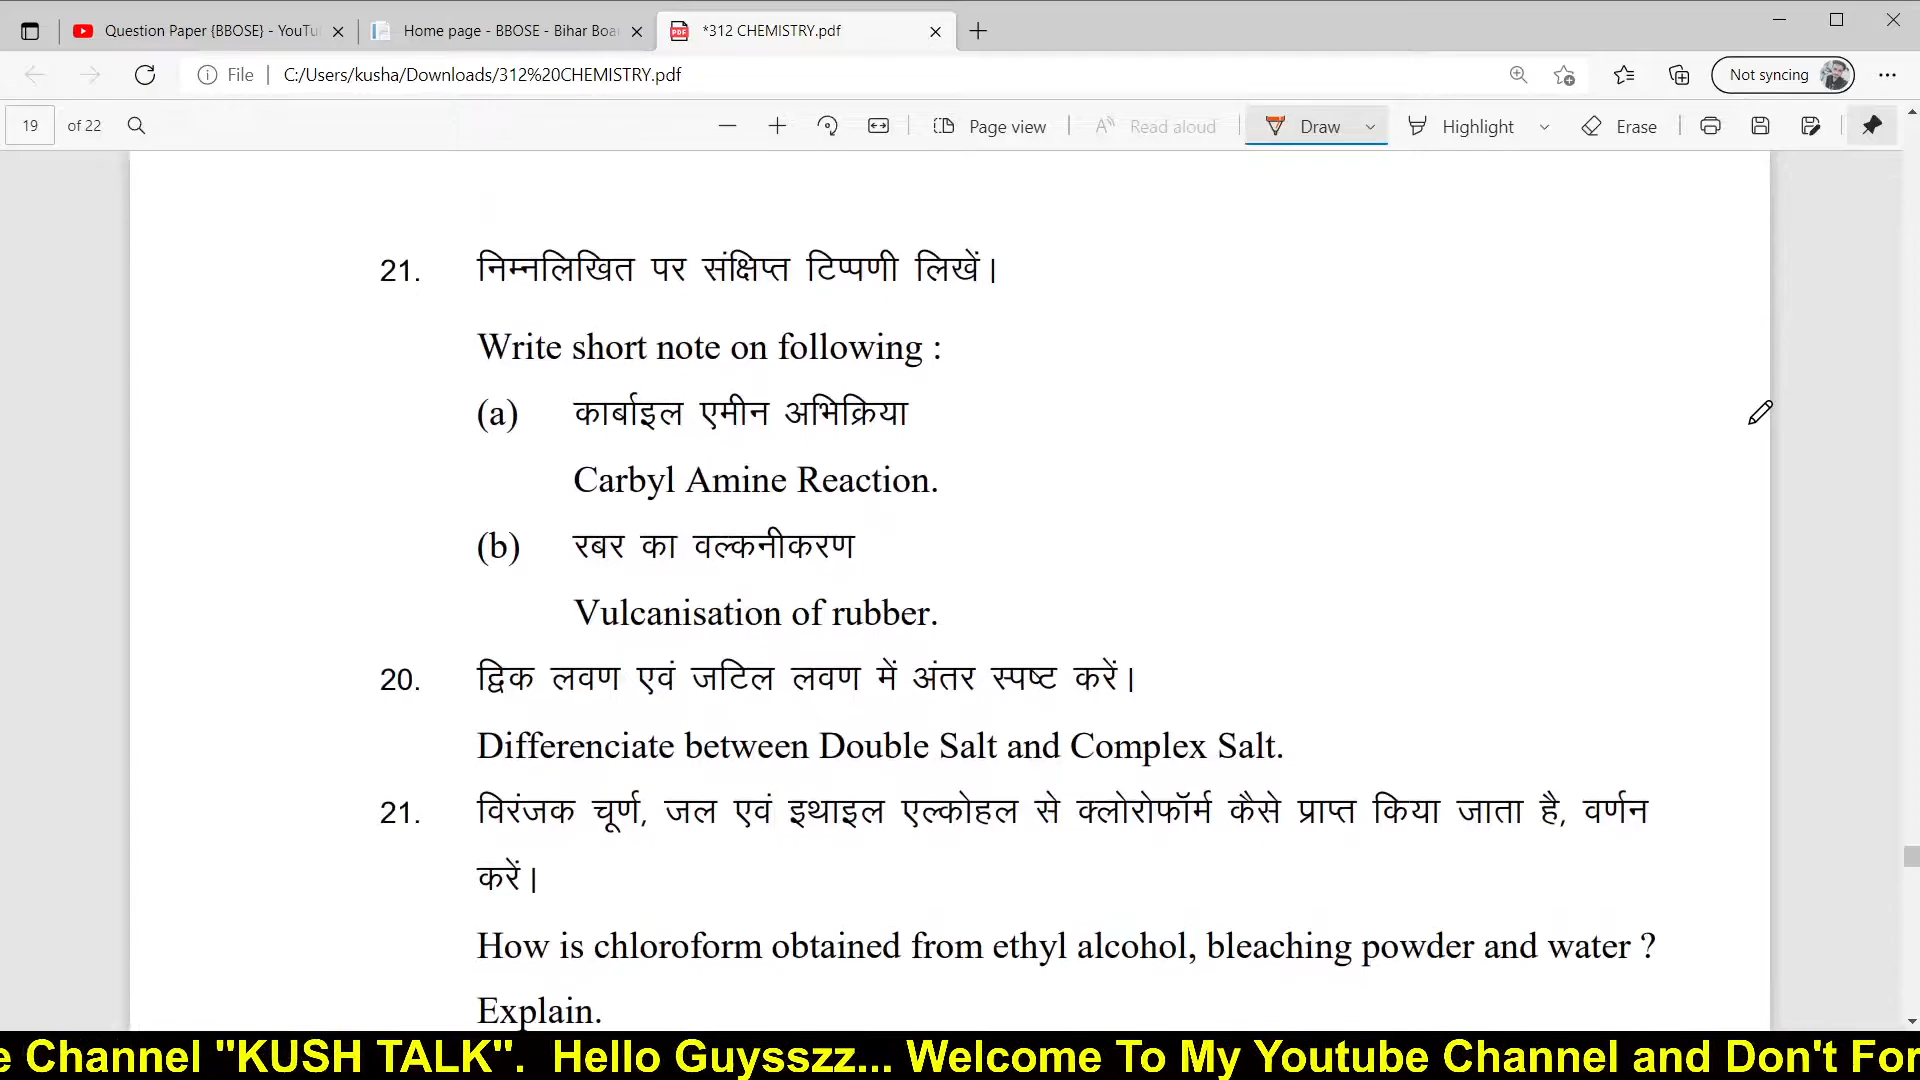 Question Paper {BBOSE} - YouTu
Home page - BBOSE - Bihar Boar
*312 CHEMISTRY.pdf
File
C:/Users/kusha/Downloads/312%20CHEMISTRY.pdf
Not syncing
19 of 22
Page view
Read aloud
Draw
Highlight
Erase
21. निम्नलिखित पर संक्षिप्त टिप्पणी लिखें।
Write short note on following :
(a) कार्बाइल एमीन अभिक्रिया
Carbyl Amine Reaction.
(b) रबर का वल्कनीकरण
Vulcanisation of rubber.
20. द्विक लवण एवं जटिल लवण में अंतर स्पष्ट करें।
Differenciate between Double Salt and Complex Salt.
21. विरंजक चूर्ण, जल एवं इथाइल एल्कोहल से क्लोरोफॉर्म कैसे प्राप्त किया जाता है, वर्णन
करें।
How is chloroform obtained from ethyl alcohol, bleaching powder and water ?
Explain.
e Channel "KUSH TALK". Hello Guysszz... Welcome To My Youtube Channel and Don't For